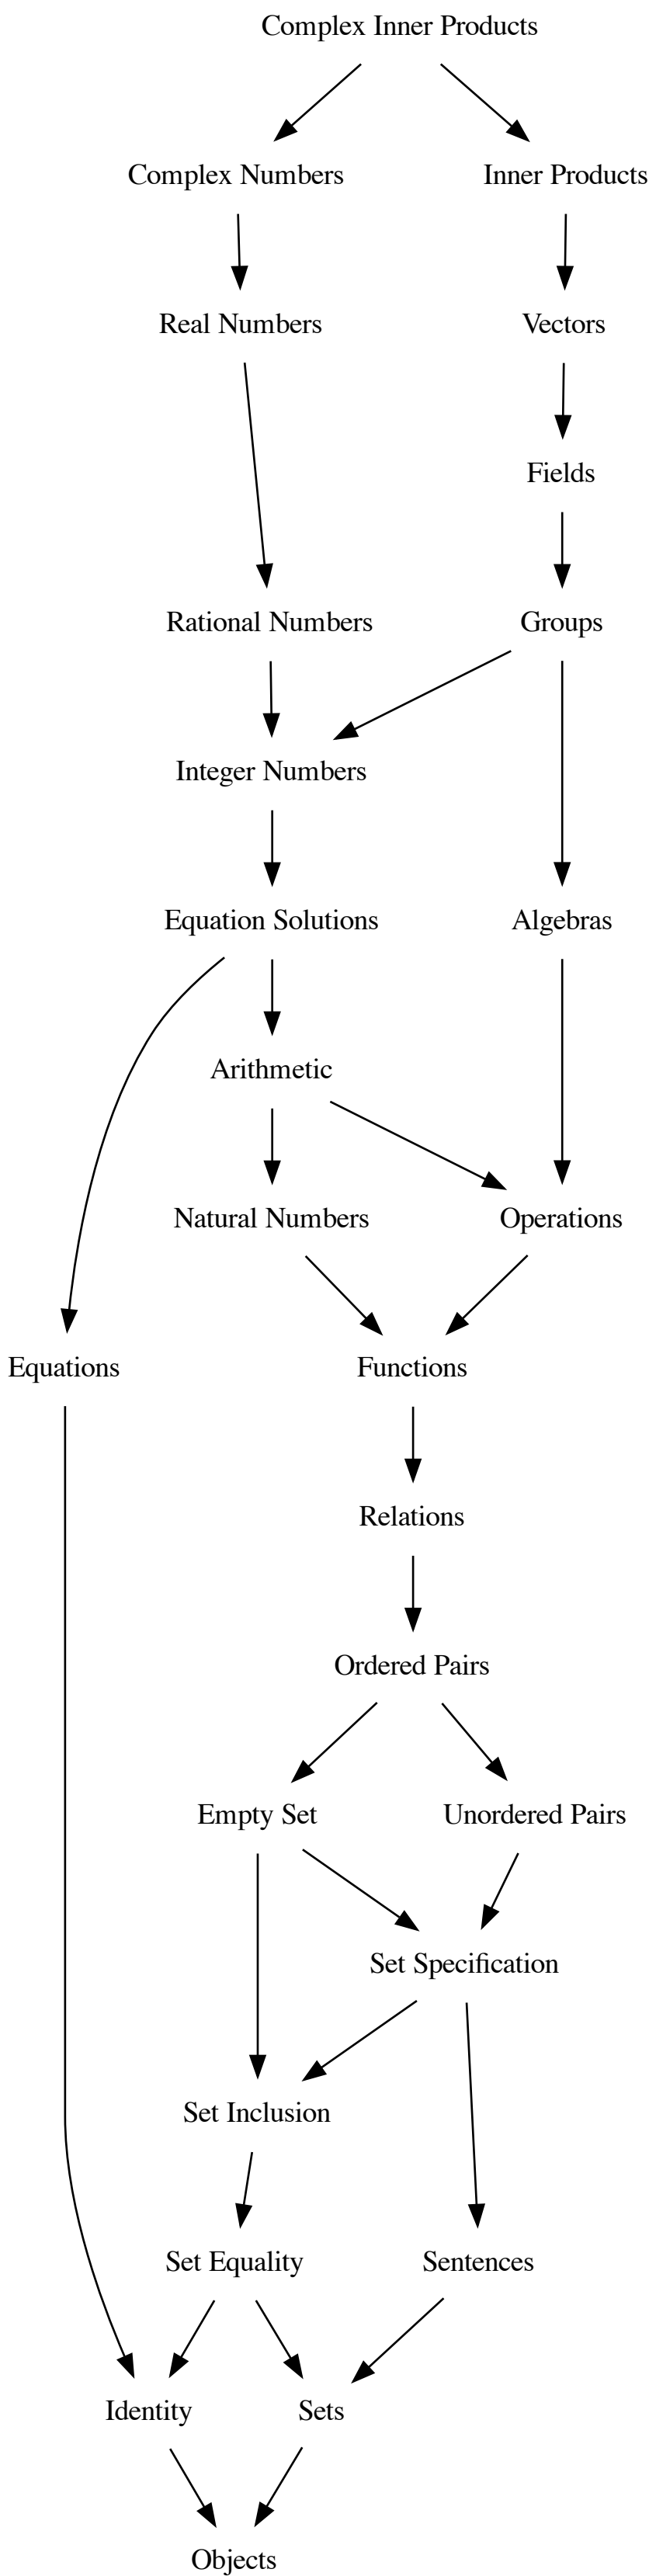 Complex Inner Products
Complex Numbers
Inner Products
Real Numbers
Vectors
Fields
Rational Numbers
Groups
Integer Numbers
Equation Solutions
Algebras
Arithmetic
Natural Numbers
Operations
Equations
Functions
Relations
Ordered Pairs
Empty Set
Unordered Pairs
Set Specification
Set Inclusion
Set Equality
Sentences
Identity
Sets
Objects